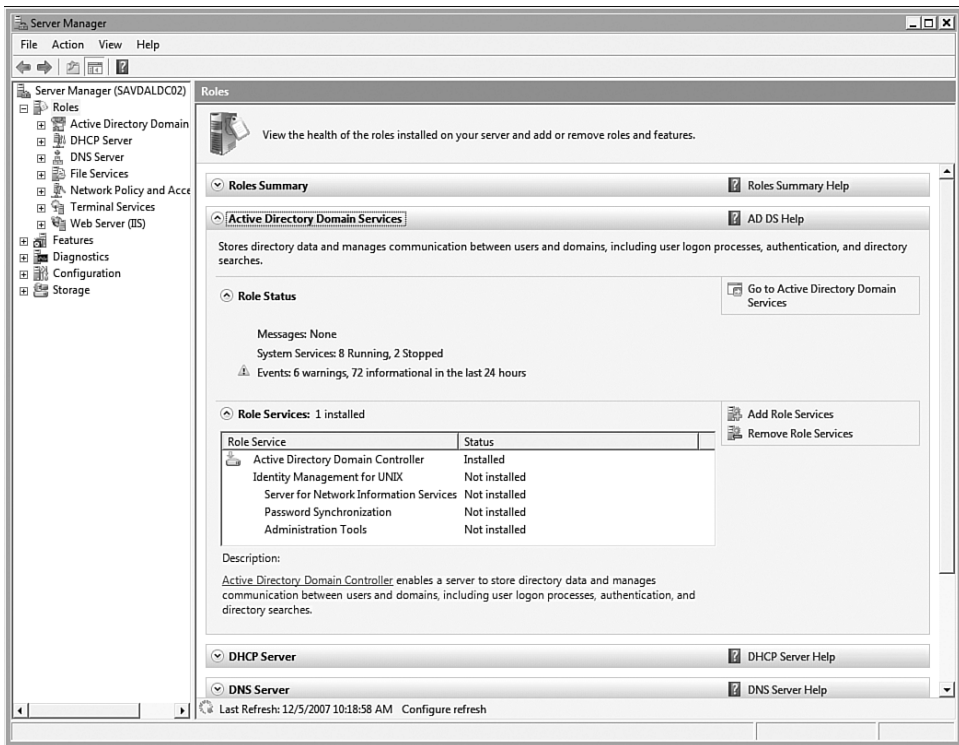 Server Manager
File Action View Help
Server Manager (SAVDALDC02)
Roles
Active Directory Domain
DHCP Server
DNS Server
File Services
Network Policy and Acce
Terminal Services
Web Server (IIS)
Features
Diagnostics
Configuration
Storage
Roles
View the health of the roles installed on your server and add or remove roles and features.
Roles Summary
Roles Summary Help
Active Directory Domain Services
AD DS Help
Stores directory data and manages communication between users and domains, including user logon processes, authentication, and directory
searches.
Role Status
Go to Active Directory Domain
Services
Messages: None
System Services: 8 Running, 2 Stopped
Events: 6 warnings, 72 informational in the last 24 hours
Role Services: 1 installed
Add Role Services
Remove Role Services
Role Service Status
Active Directory Domain Controller Installed
Identity Management for UNIX Not installed
Server for Network Information Services Not installed
Password Synchronization Not installed
Administration Tools Not installed
Description:
Active Directory Domain Controller enables a server to store directory data and manages
communication between users and domains, including user logon processes, authentication, and
directory searches.
DHCP Server
DHCP Server Help
DNS Server
DNS Server Help
Last Refresh: 12/5/2007 10:18:58 AM Configure refresh